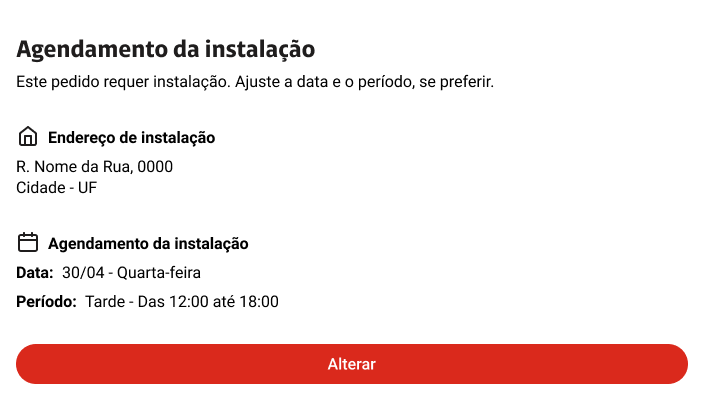 Agendamento da instalação
Este pedido requer instalação. Ajuste a data e o período, se preferir.
Endereço de instalação
R. Nome da Rua, 0000
Cidade - UF
Agendamento da instalação
Data: 30/04 - Quarta-feira
Período: Tarde - Das 12:00 até 18:00
Alterar